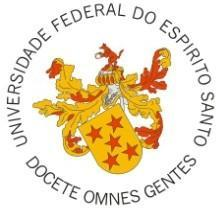 UNIVERSIDADE FEDERAL DO ESPIRITO SANTO
DOCETE OMNES GENTES